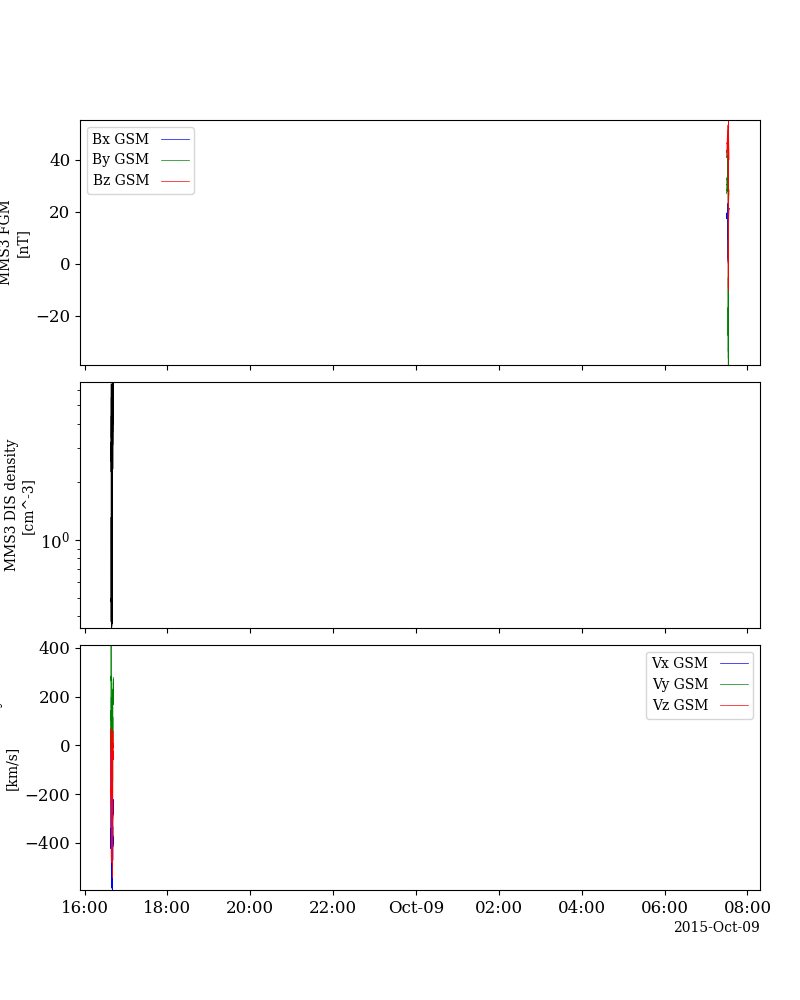 Bx GSM
By GSM
Bz GSM
40
20
0
−20
MMS3 FGM
[nT]
10^0
MMS3 DIS density
[cm^-3]
Vx GSM
Vy GSM
Vz GSM
400
200
0
−200
−400
[km/s]
16:00 18:00 20:00 22:00 Oct-09 02:00 04:00 06:00 08:00
2015-Oct-09